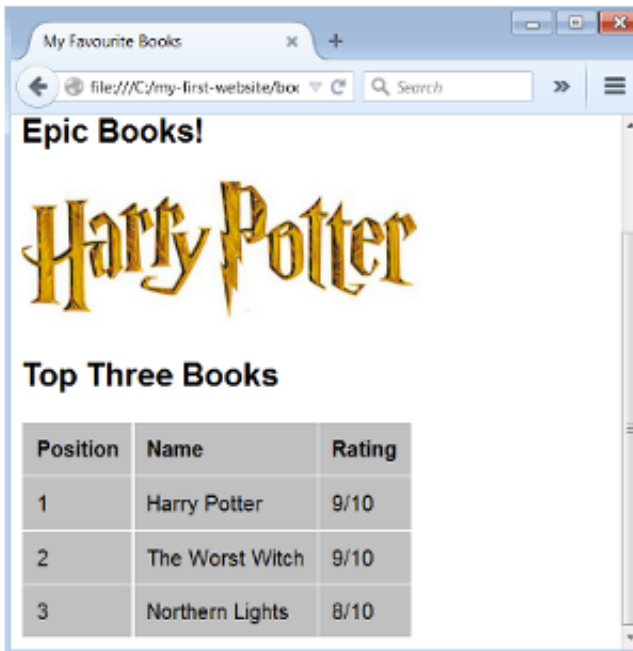 My Favourite Books
file:///C:/my-first-website/boo
Search
Epic Books!
Harry Potter
Top Three Books
Position Name Rating
1 Harry Potter 9/10
2 The Worst Witch 9/10
3 Northern Lights 8/10